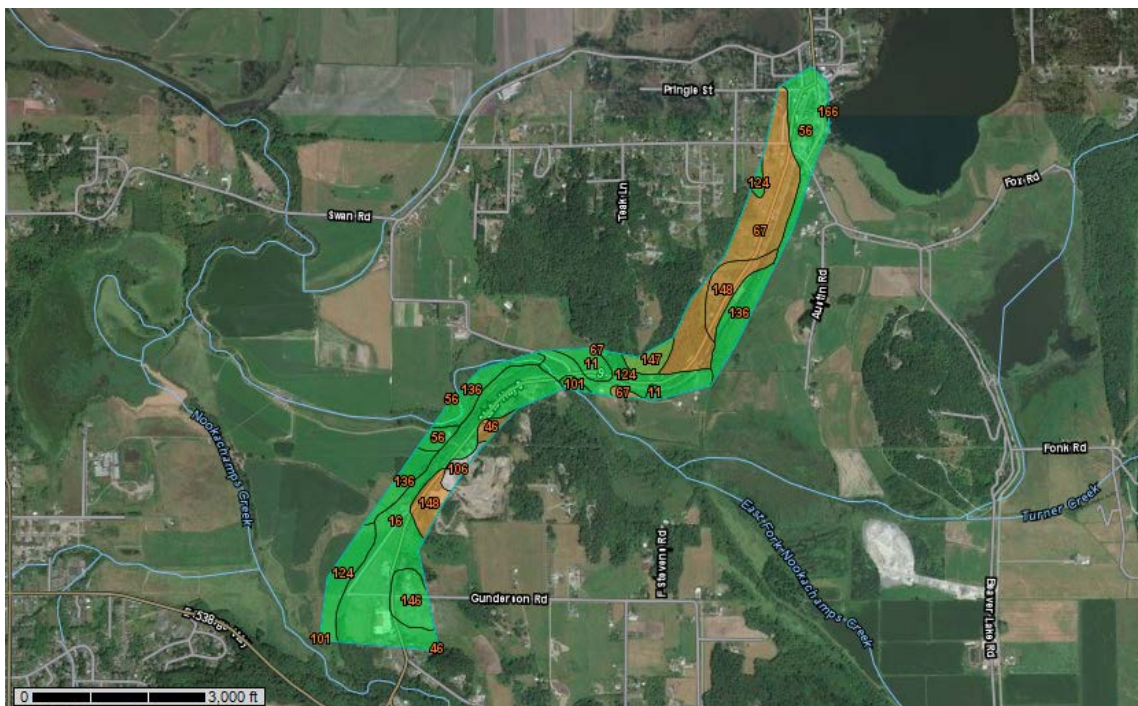 Pringle St
166
56
124
Fox Rd
Teak Ln
Swan Rd
67
148
Austin Rd
136
67
147
11
124
136
101
67
11
56
46
56
Fonk Rd
106
136
Nookachamps Creek
148
Turner Creek
16
East Fork Nookachamps Creek
124
Gunderson Rd
146
Beaver Lake Rd
101
46
0
3,000 ft